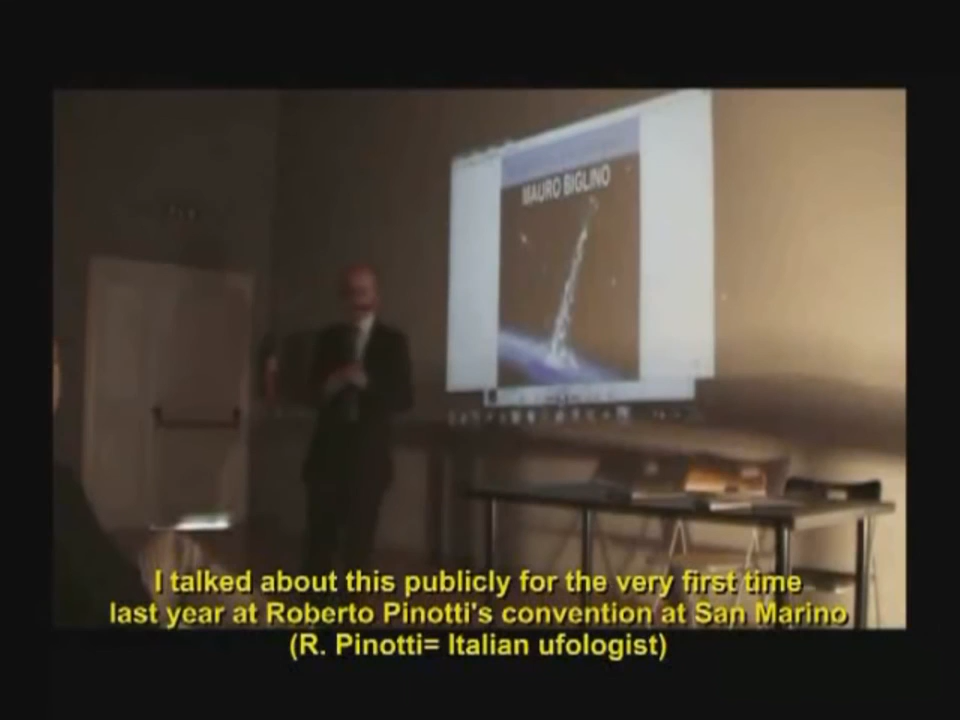 MAURO BIGLINO
I talked about this publicly for the very first time
last year at Roberto Pinotti's convention at San Marino
(R. Pinotti= Italian ufologist)